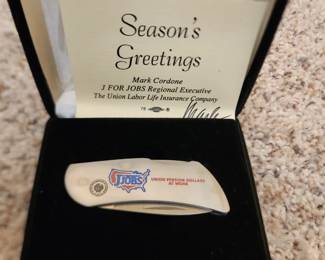 Season's
Greetings
Mark Cordone
J FOR JOBS Regional Executive
The Union Labor Life Insurance Company
J FOR
JOBS
UNION PENSION DOLLARS
AT WORK